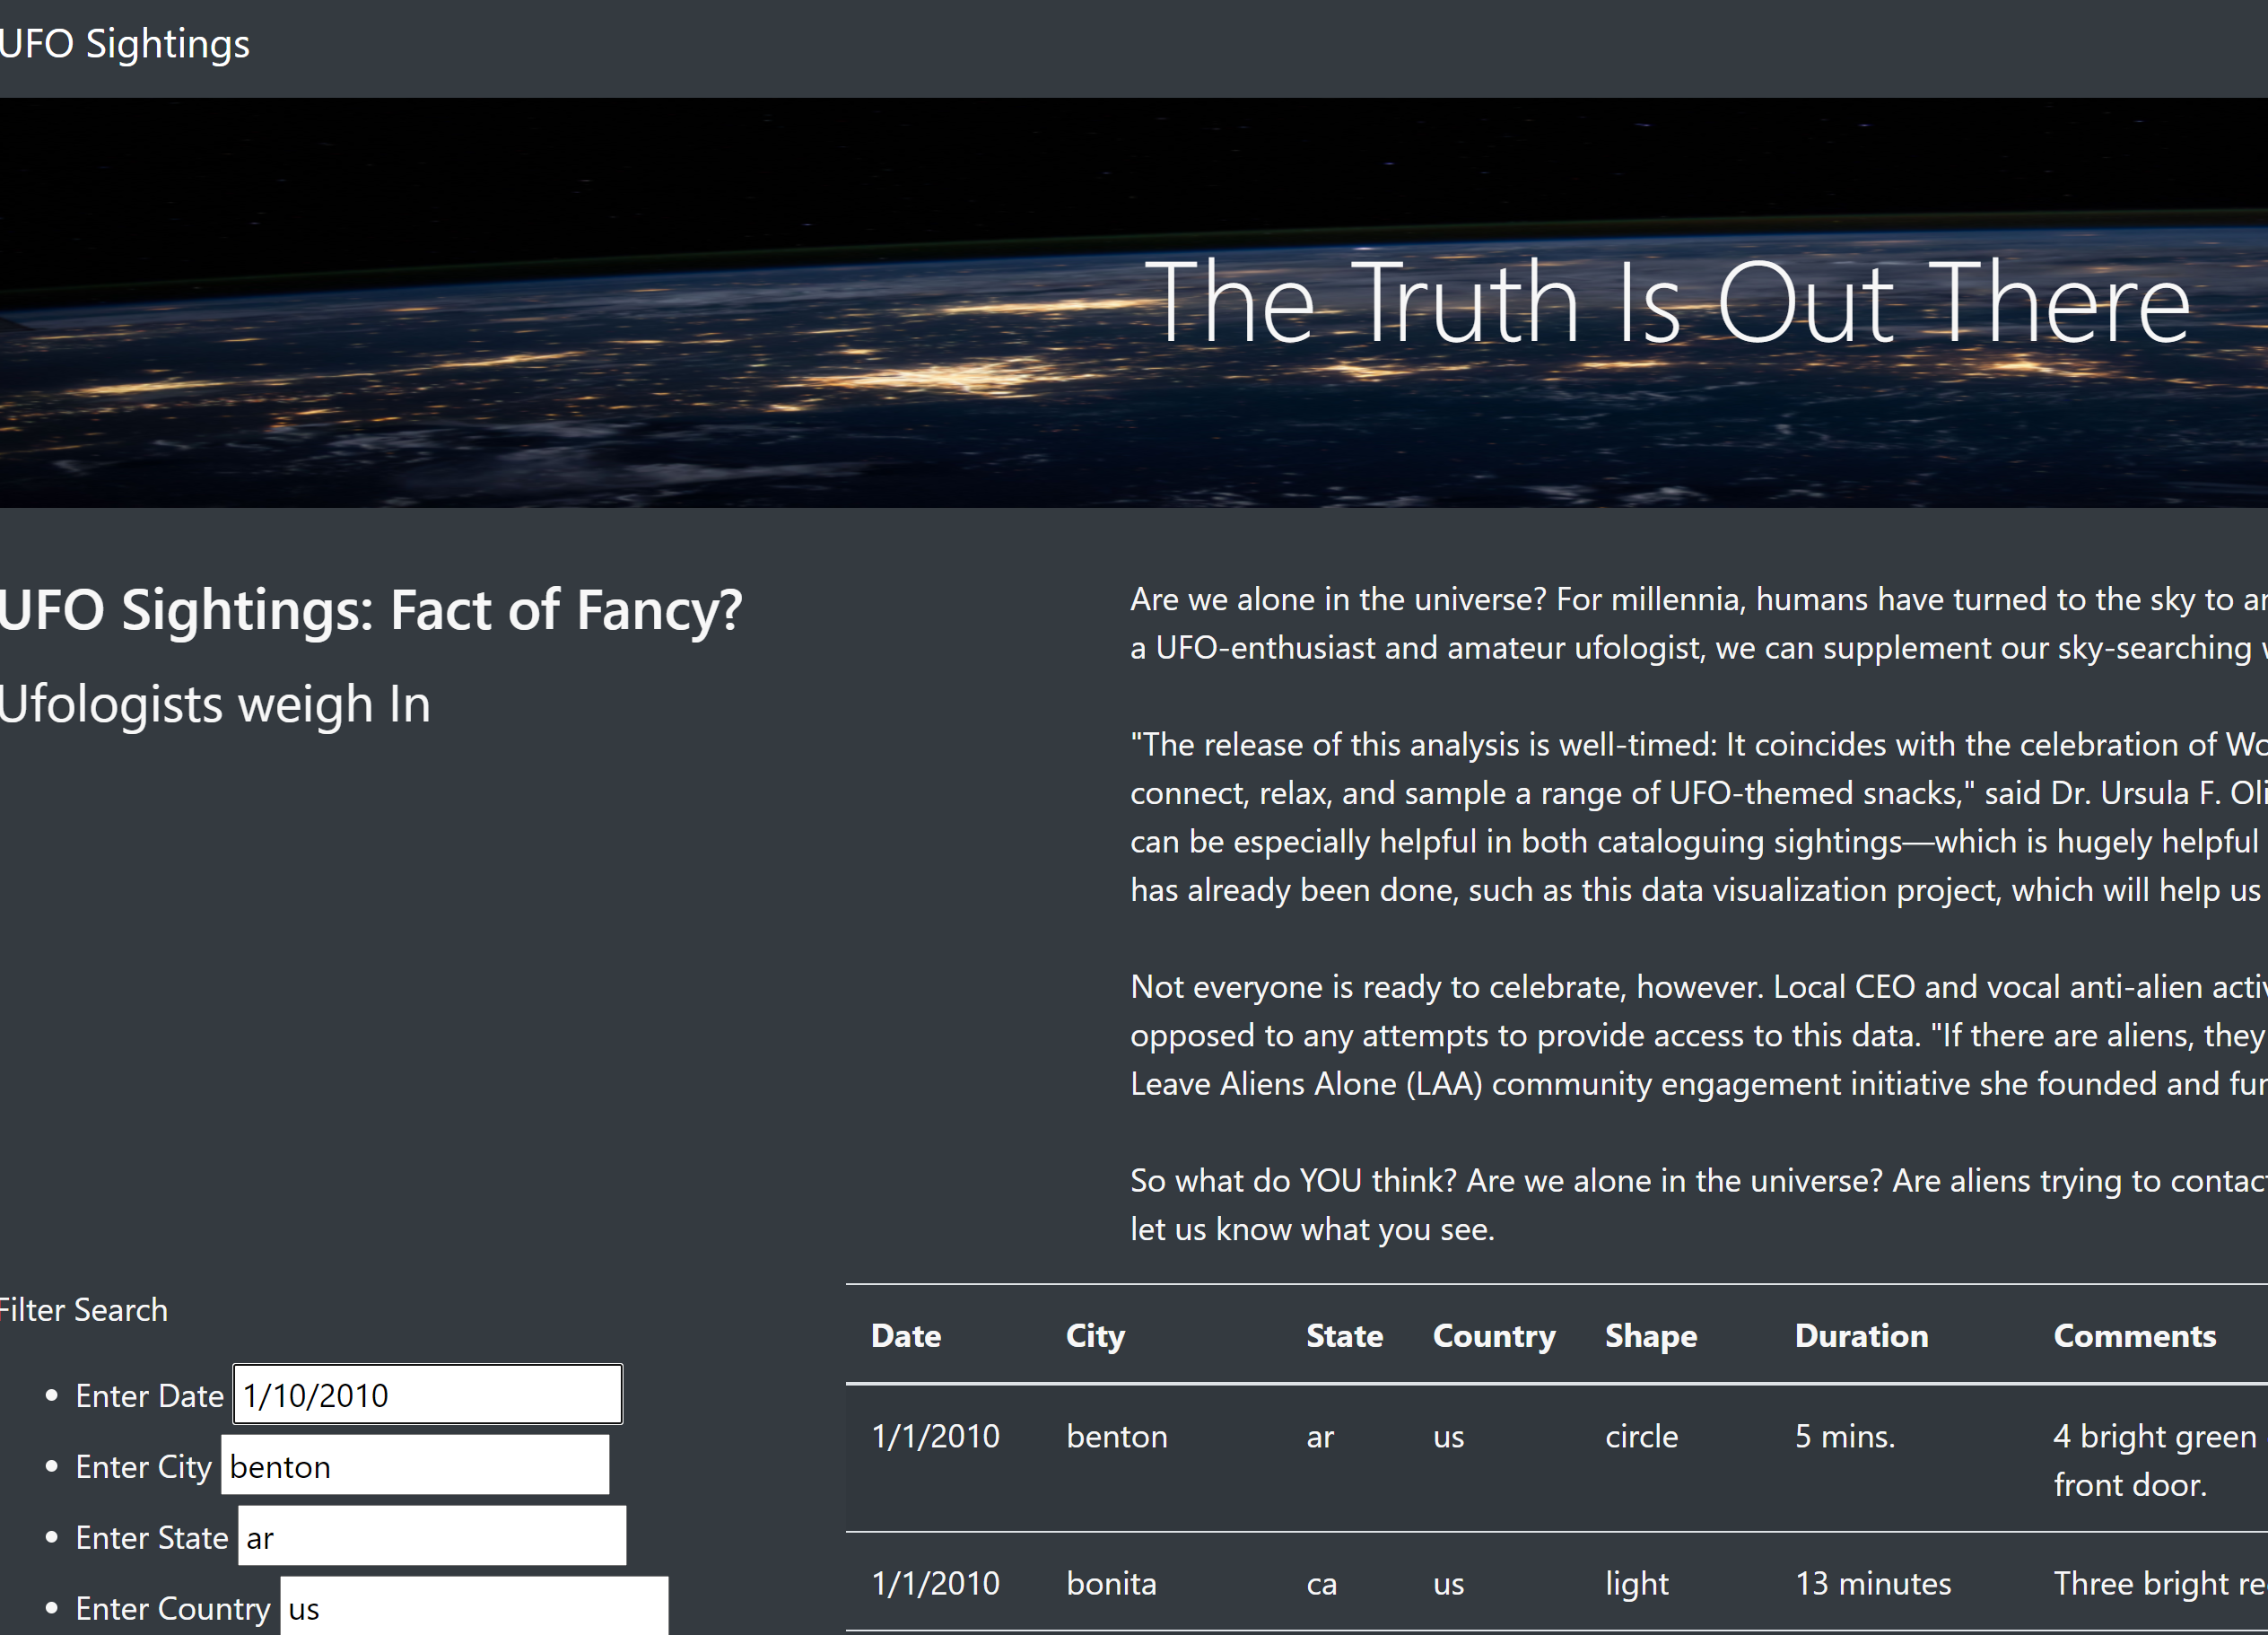 UFO Sightings
The Truth Is Out There
UFO Sightings: Fact of Fancy?
Ufologists weigh In
Are we alone in the universe? For millennia, humans have turned to the sky to
a UFO-enthusiast and amateur ufologist, we can supplement our sky-searching
"The release of this analysis is well-timed: It coincides with the celebration of
connect, relax, and sample a range of UFO-themed snacks," said Dr. Ursula F.
can be especially helpful in both cataloguing sightings—which is hugely helpful
has already been done, such as this data visualization project, which will help us
Not everyone is ready to celebrate, however. Local CEO and vocal anti-alien
opposed to any attempts to provide access to this data. "If there are aliens, they
Leave Aliens Alone (LAA) community engagement initiative she founded and
So what do YOU think? Are we alone in the universe? Are aliens trying to contact
let us know what you see.
Filter Search
• Enter Date 1/10/2010
• Enter City benton
• Enter State ar
• Enter Country us
Date City State Country Shape Duration Comments
1/1/2010 benton ar us circle 5 mins. 4 bright green
front door.
1/1/2010 bonita ca us light 13 minutes Three bright